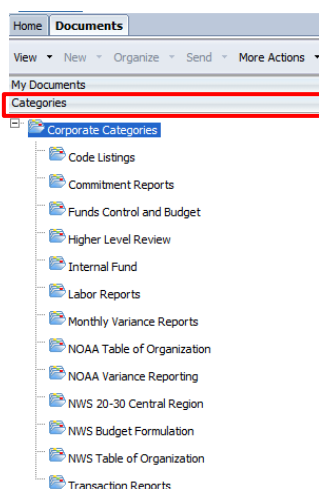 Home Documents
View New Organize Send More Actions
My Documents
Categories
Corporate Categories
Code Listings
Commitment Reports
Funds Control and Budget
Higher Level Review
Internal Fund
Labor Reports
Monthly Variance Reports
NOAA Table of Organization
NOAA Variance Reporting
NWS 20-30 Central Region
NWS Budget Formulation
NWS Table of Organization
Transaction Reports